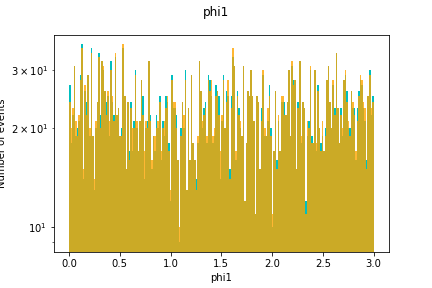 phi1
Number of events
3 × 10¹
2 × 10¹
10¹
0.0 0.5 1.0 1.5 2.0 2.5 3.0
phi1